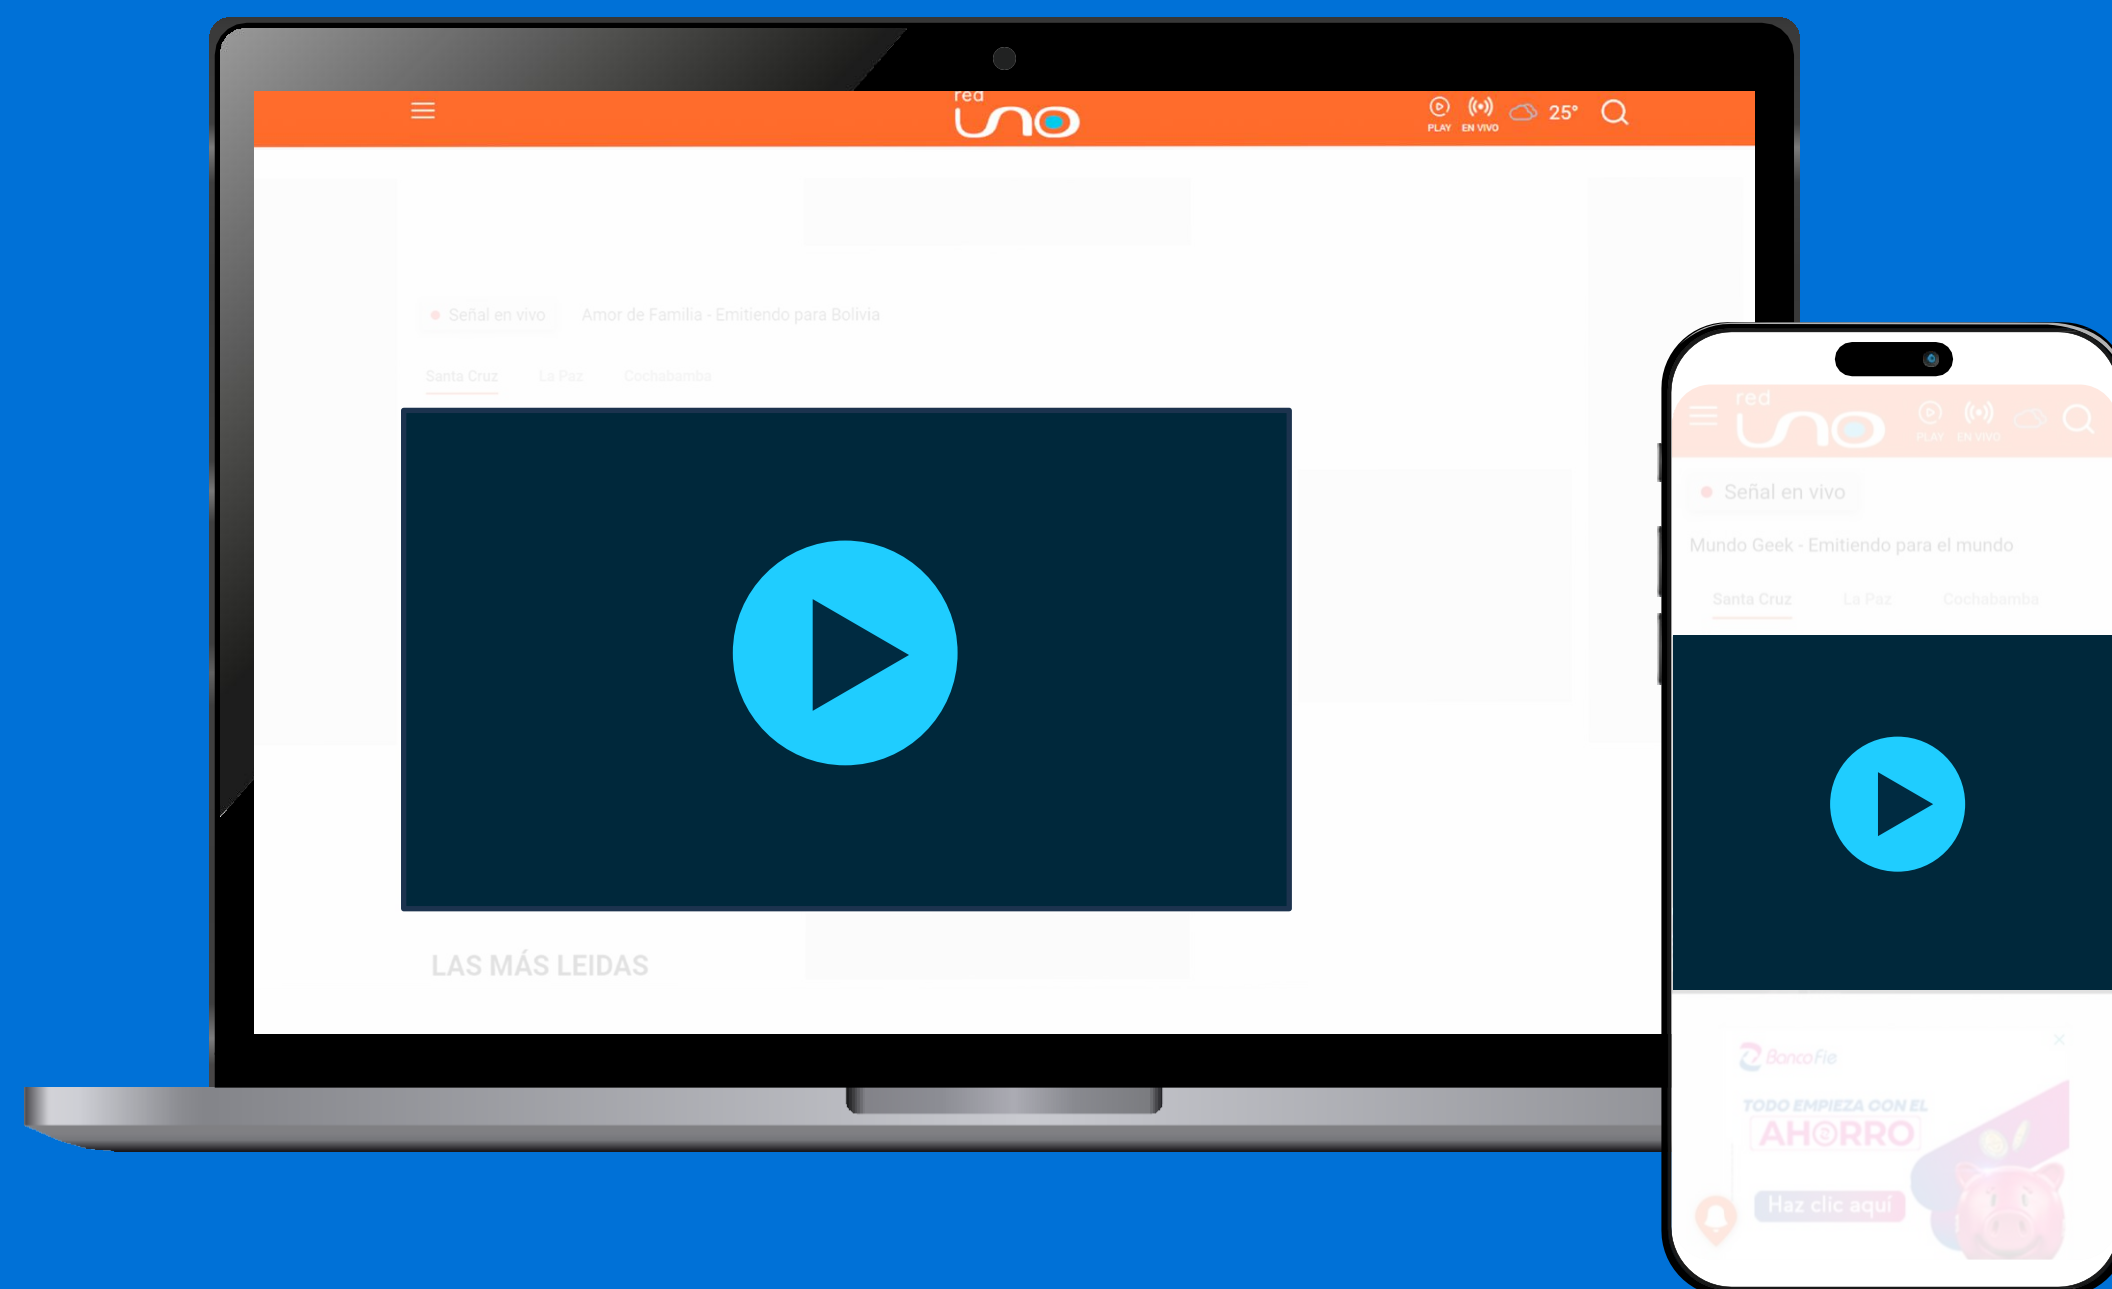 red
uno
PLAY
EN VIVO
25°
Señal en vivo
Amor de Familia - Emitiendo para Bolivia
Santa Cruz
La Paz
Cochabamba
LAS MÁS LEIDAS
red
uno
PLAY
EN VIVO
Señal en vivo
Mundo Geek - Emitiendo para el mundo
Santa Cruz
La Paz
Cochabamba
BancoFie
TODO EMPIEZA CON EL
AHORRO
Haz clic aquí